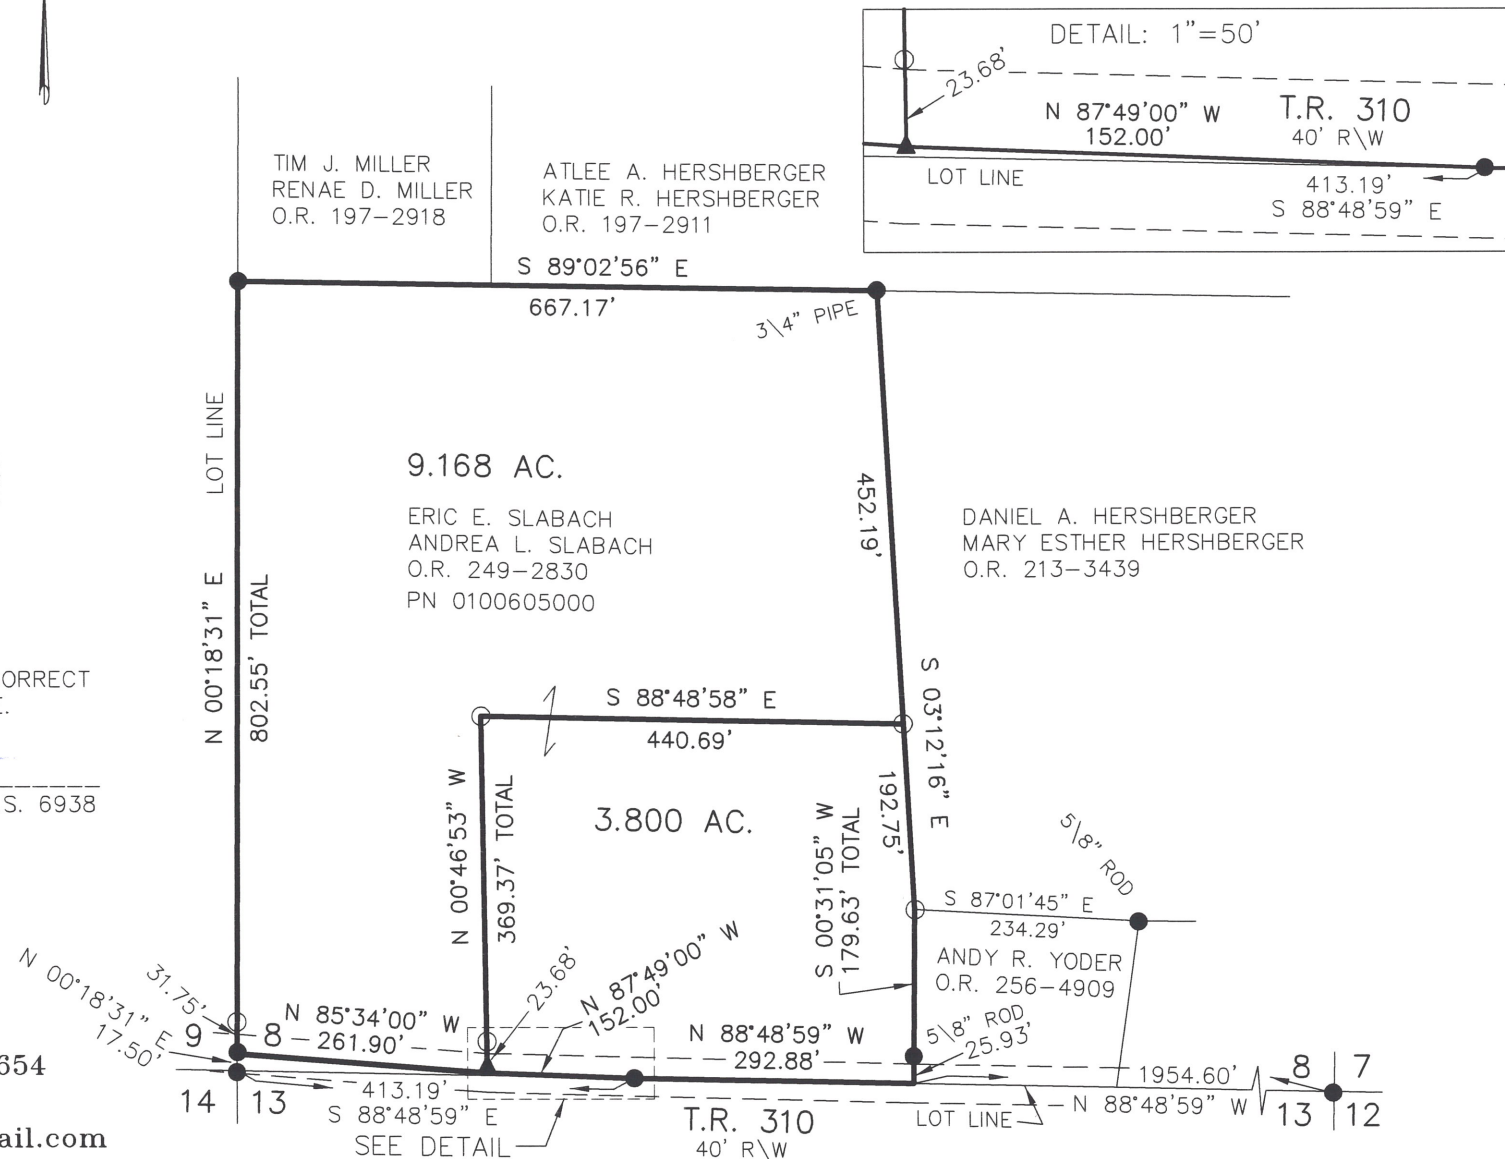 DETAIL: 1"=50'
23.68'
N 87°49'00" W
152.00'
T.R. 310
40' R\W
LOT LINE
413.19'
S 88°48'59" E
TIM J. MILLER
RENAE D. MILLER
O.R. 197-2918
ATLEE A. HERSHBERGER
KATIE R. HERSHBERGER
O.R. 197-2911
S 89°02'56" E
667.17'
3\4" PIPE
LOT LINE
N 00°18'31" E
802.55' TOTAL
9.168 AC.
ERIC E. SLABACH
ANDREA L. SLABACH
O.R. 249-2830
PN 0100605000
452.19'
S 03°12'16" E
192.75'
DANIEL A. HERSHBERGER
MARY ESTHER HERSHBERGER
O.R. 213-3439
ORRECT
S. 6938
S 88°48'58" E
440.69'
N 00°46'53" W
369.37' TOTAL
3.800 AC.
S 00°31'05" W
179.63' TOTAL
5\8" ROD
S 87°01'45" E
234.29'
ANDY R. YODER
O.R. 256-4909
5\8" ROD
25.93'
31.75'
N 00°18'31" E
17.50'
9
8
14
13
N 85°34'00" W
261.90'
23.68'
N 87°49'00" W
152.00'
N 88°48'59" W
292.88'
413.19'
S 88°48'59" E
SEE DETAIL
T.R. 310
40' R\W
LOT LINE
1954.60'
N 88°48'59" W
8
7
13
12
654
ail.com